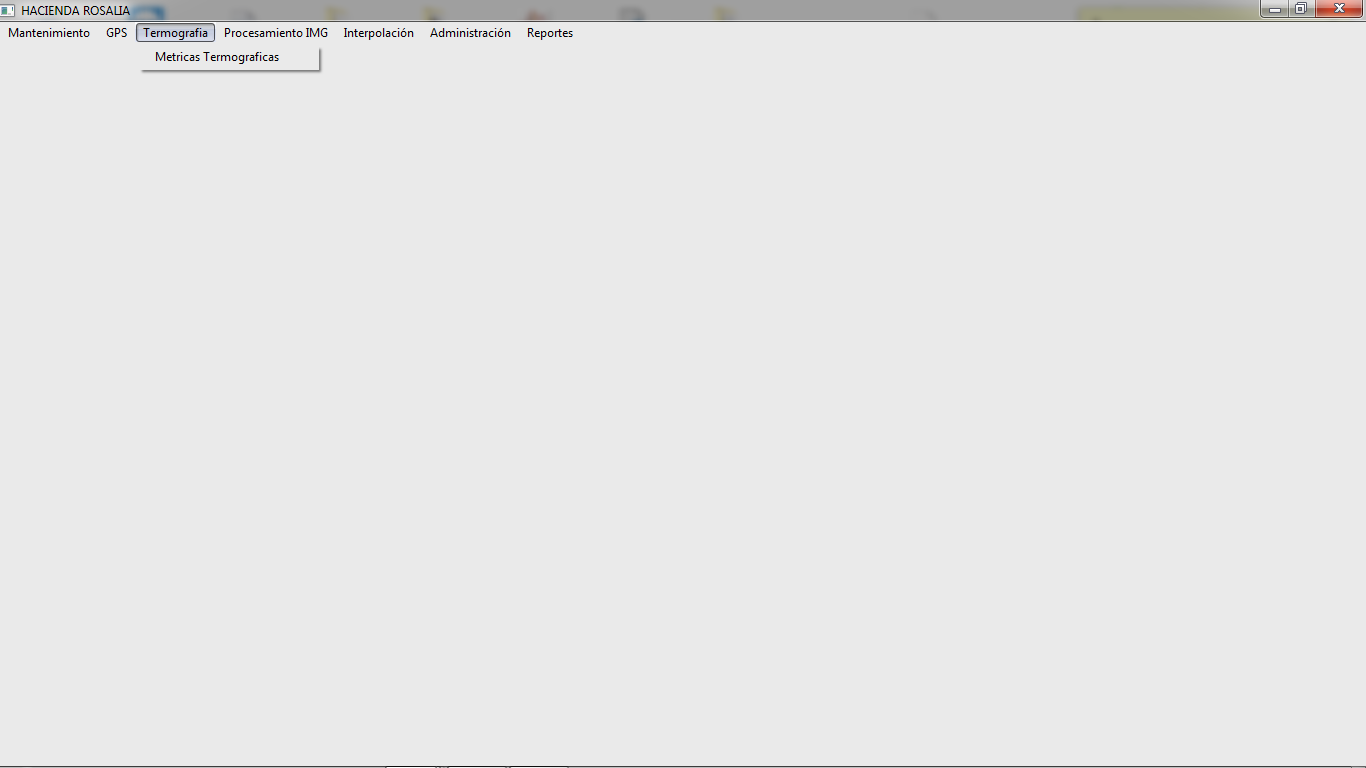 HACIENDA ROSALIA
Mantenimiento GPS Termografia Procesamiento IMG Interpolación Administración Reportes
Metricas Termograficas